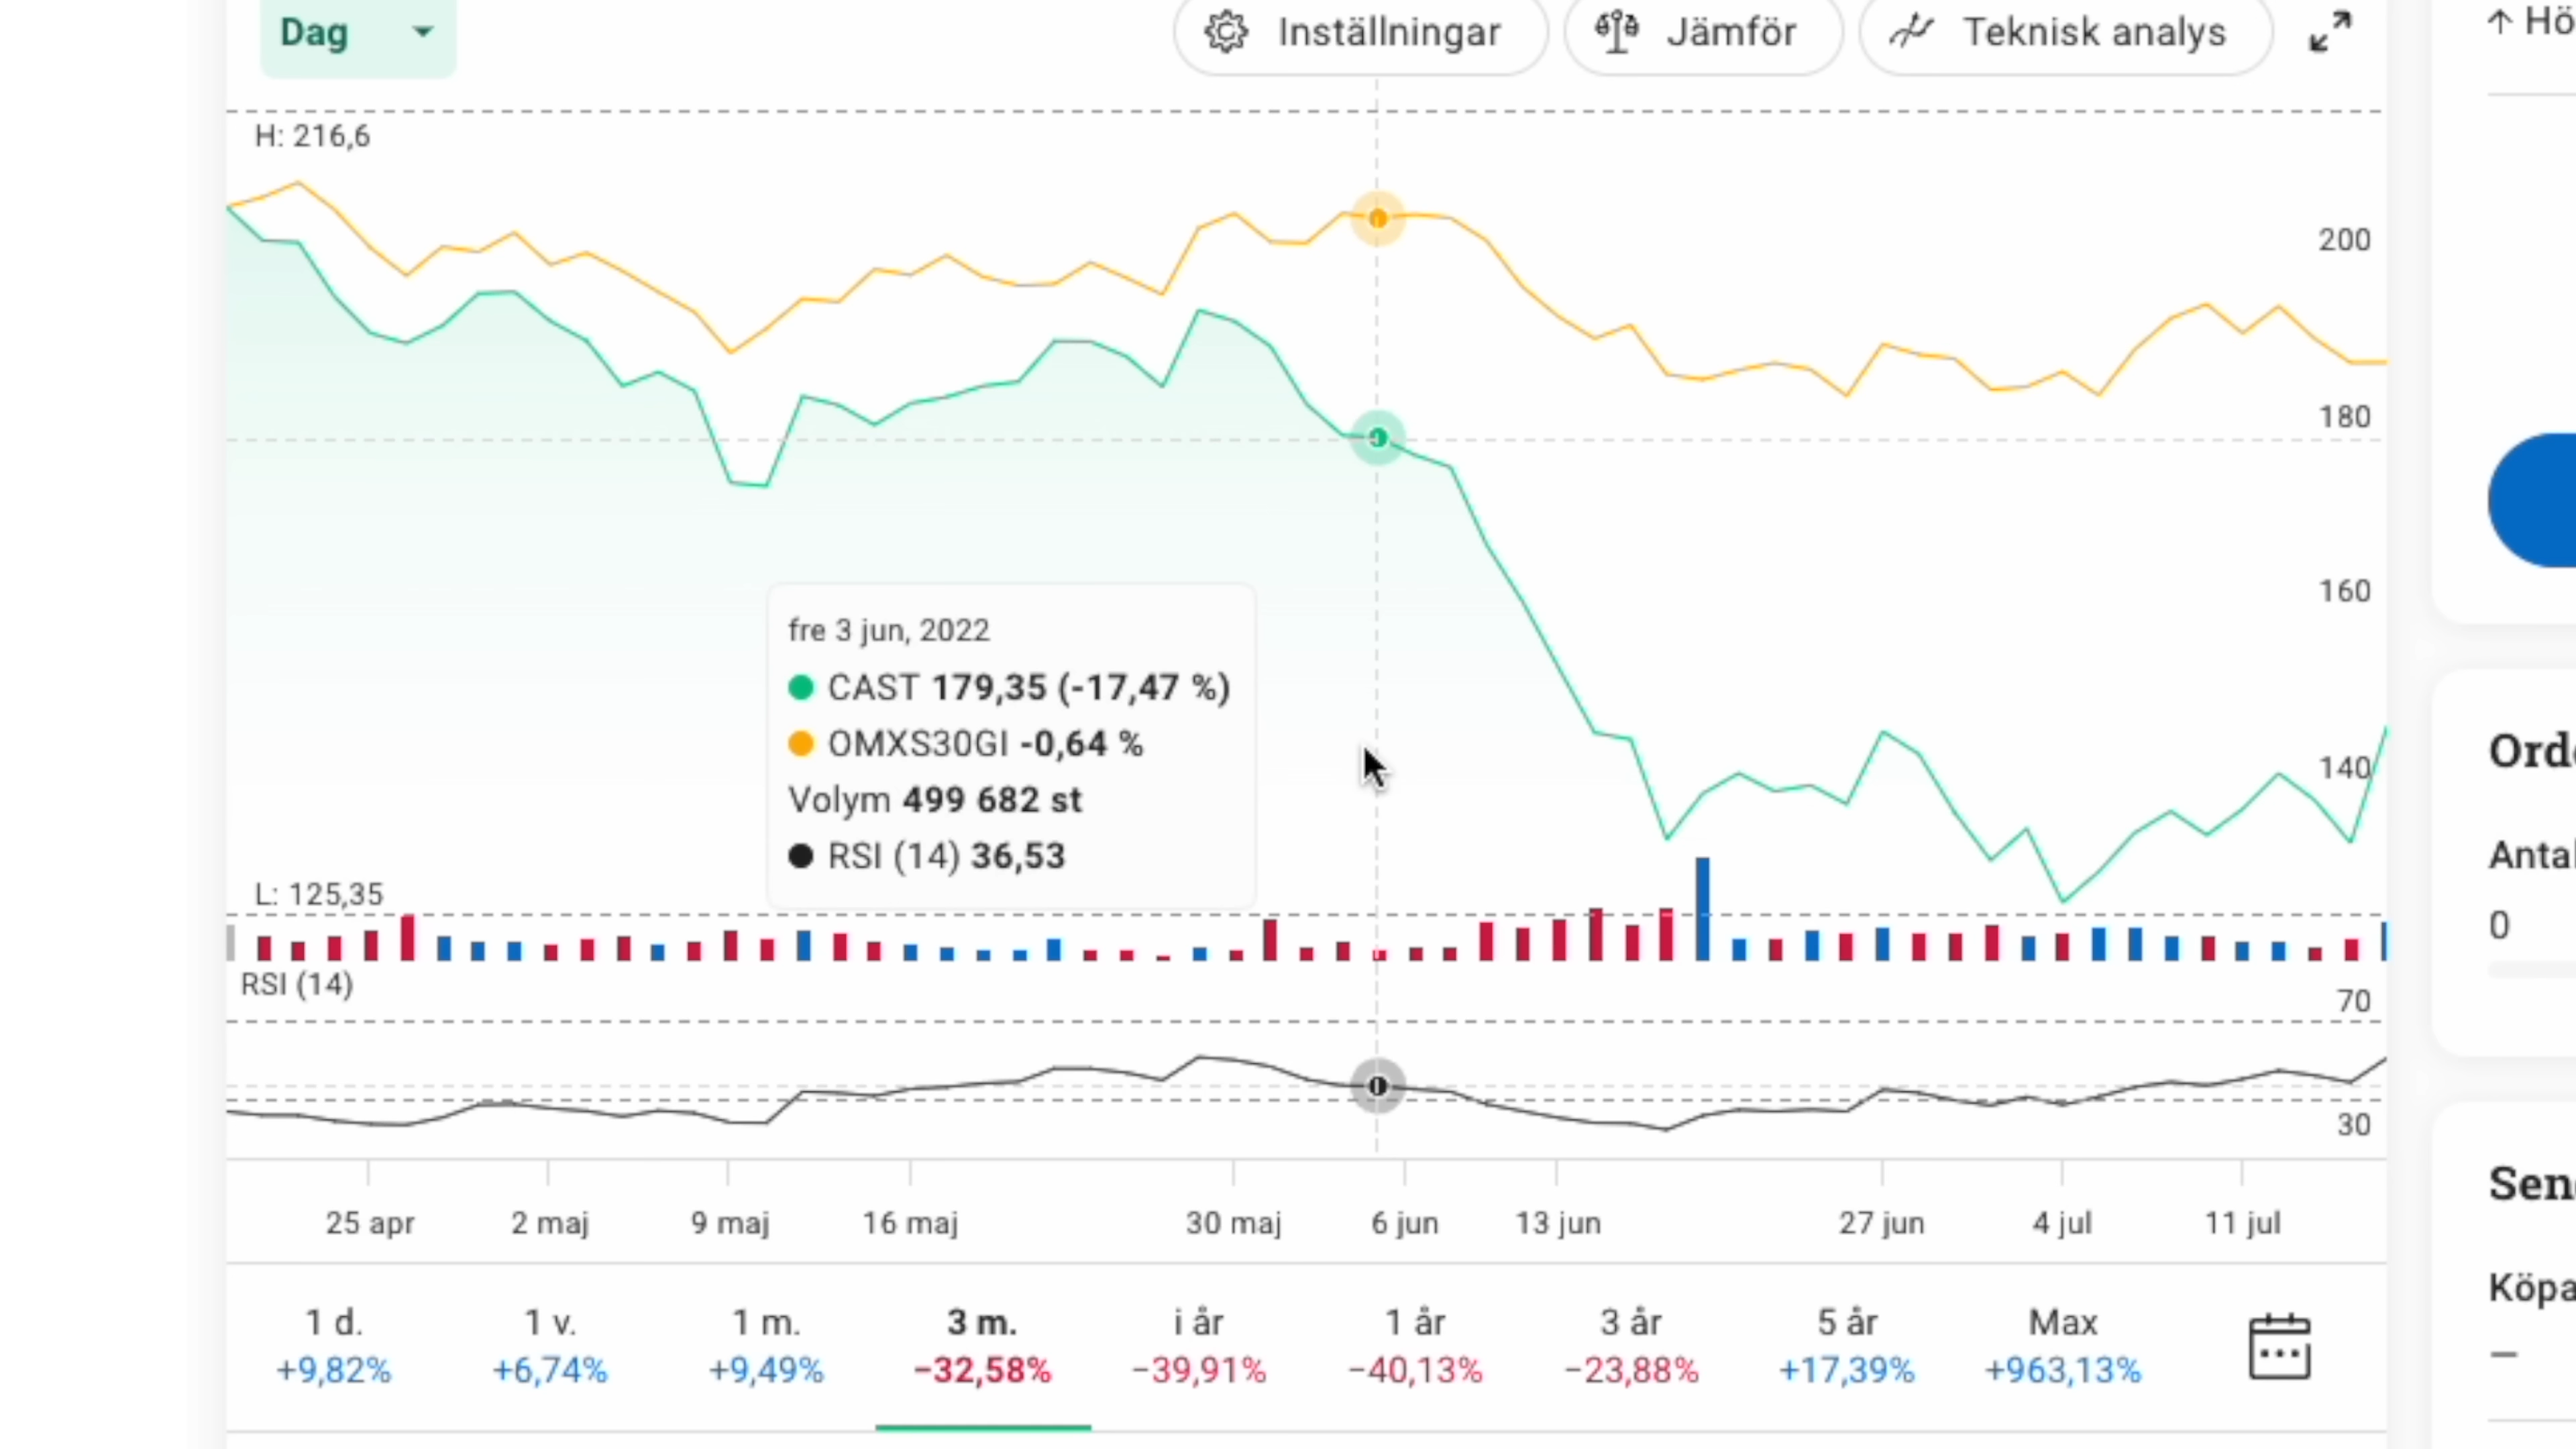 Dag
Inställningar
Jämför
Teknisk analys
H: 216,6
200
180
160
140
fre 3 jun, 2022
CAST 179,35 (-17,47 %)
OMXS30GI -0,64 %
Volym 499 682 st
RSI (14) 36,53
L: 125,35
RSI (14)
70
30
25 apr 2 maj 9 maj 16 maj 30 maj 6 jun 13 jun 27 jun 4 jul 11 jul
1 d. 1 v. 1 m. 3 m. i år 1 år 3 år 5 år Max
+9,82% +6,74% +9,49% −32,58% −39,91% −40,13% −23,88% +17,39% +963,13%
0
–